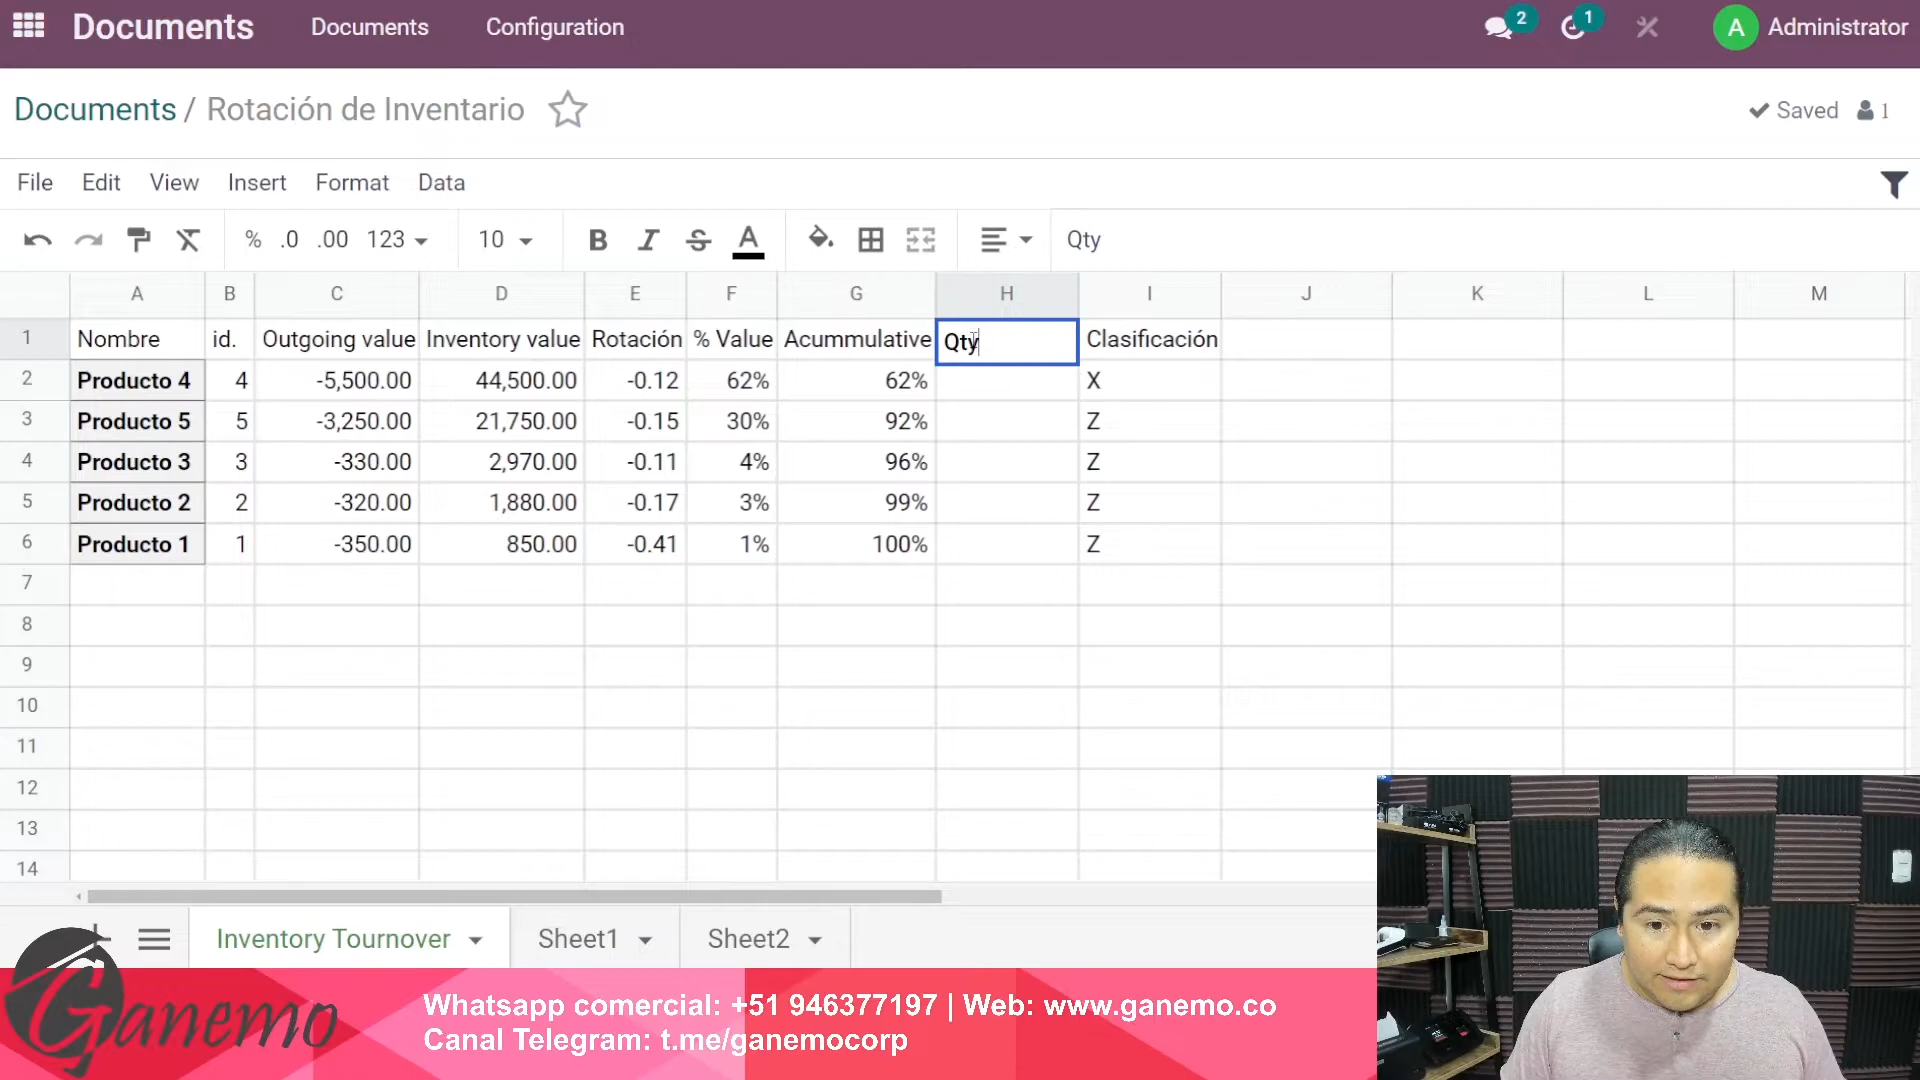 Documents Documents Configuration 2 1 A Administrator
Documents / Rotación de Inventario Saved 1
File Edit View Insert Format Data
% .0 .00 123 10 B I S A Qty
A B C D E F G H I J K L M
1 Nombre id. Outgoing value Inventory value Rotación % Value Acummulative Qty Clasificación
2 Producto 4 4 -5,500.00 44,500.00 -0.12 62% 62% X
3 Producto 5 5 -3,250.00 21,750.00 -0.15 30% 92% Z
4 Producto 3 3 -330.00 2,970.00 -0.11 4% 96% Z
5 Producto 2 2 -320.00 1,880.00 -0.17 3% 99% Z
6 Producto 1 1 -350.00 850.00 -0.41 1% 100% Z
7
8
9
10
11
12
13
14
Inventory Tournover Sheet1 Sheet2
Ganemo
Whatsapp comercial: +51 946377197 | Web: www.ganemo.co
Canal Telegram: t.me/ganemocorp